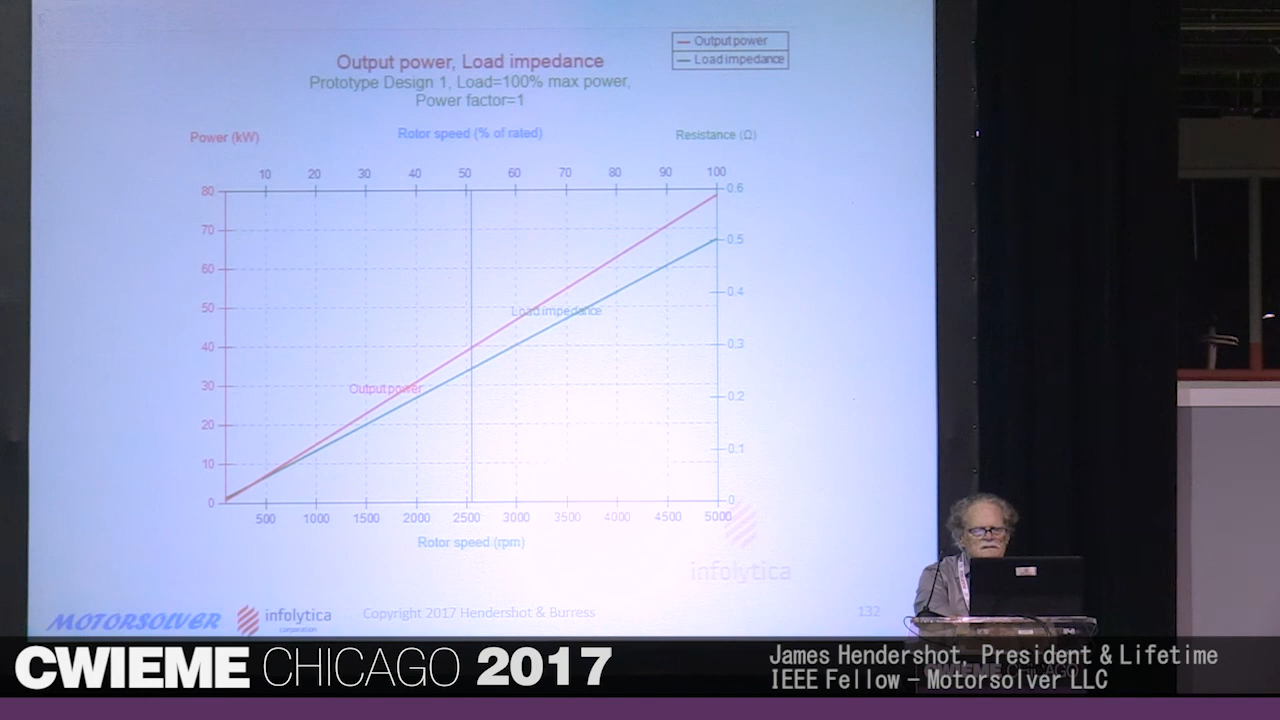 Output power
Load impedance
Output power, Load impedance
Prototype Design 1, Load=100% max power,
Power factor=1
Power (kW)
Rotor speed (% of rated)
Resistance (Ω)
10 20 30 40 50 60 70 80 90 100
80
70
60
50
40
30
20
10
0
0.6
0.5
0.4
0.3
0.2
0.1
0
Load impedance
Output power
500 1000 1500 2000 2500 3000 3500 4000 4500 5000
Rotor speed (rpm)
infolytica
MOTORSOLVER
infolytica
corporation
Copyright 2017 Hendershot & Burress
132
CWIEME CHICAGO 2017
James Hendershot, President & Lifetime
IEEE Fellow – Motorsolver LLC